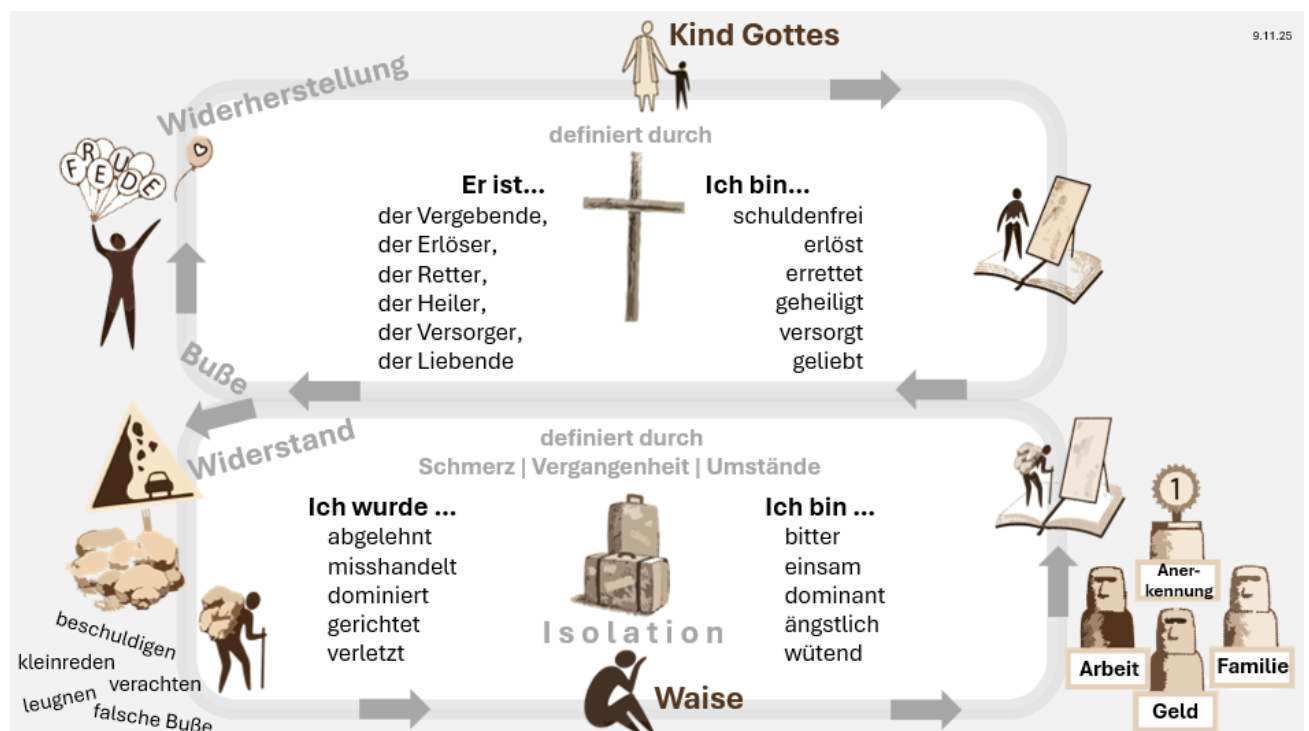 Kind Gottes
9.11.25
Widerherstellung
definiert durch
FREUDE
Er ist...
der Vergebende,
der Erlöser,
der Retter,
der Heiler,
der Versorger,
der Liebende
Ich bin...
schuldenfrei
erlöst
errettet
geheiligt
versorgt
geliebt
Buße
Widerstand
definiert durch
Schmerz | Vergangenheit | Umstände
Ich wurde ...
abgelehnt
misshandelt
dominiert
gerichtet
verletzt
Ich bin ...
bitter
einsam
dominant
ängstlich
wütend
Isolation
Waise
beschuldigen
kleinreden
verachten
leugnen
falsche Buße
1
Aner-
kennung
Arbeit
Familie
Geld